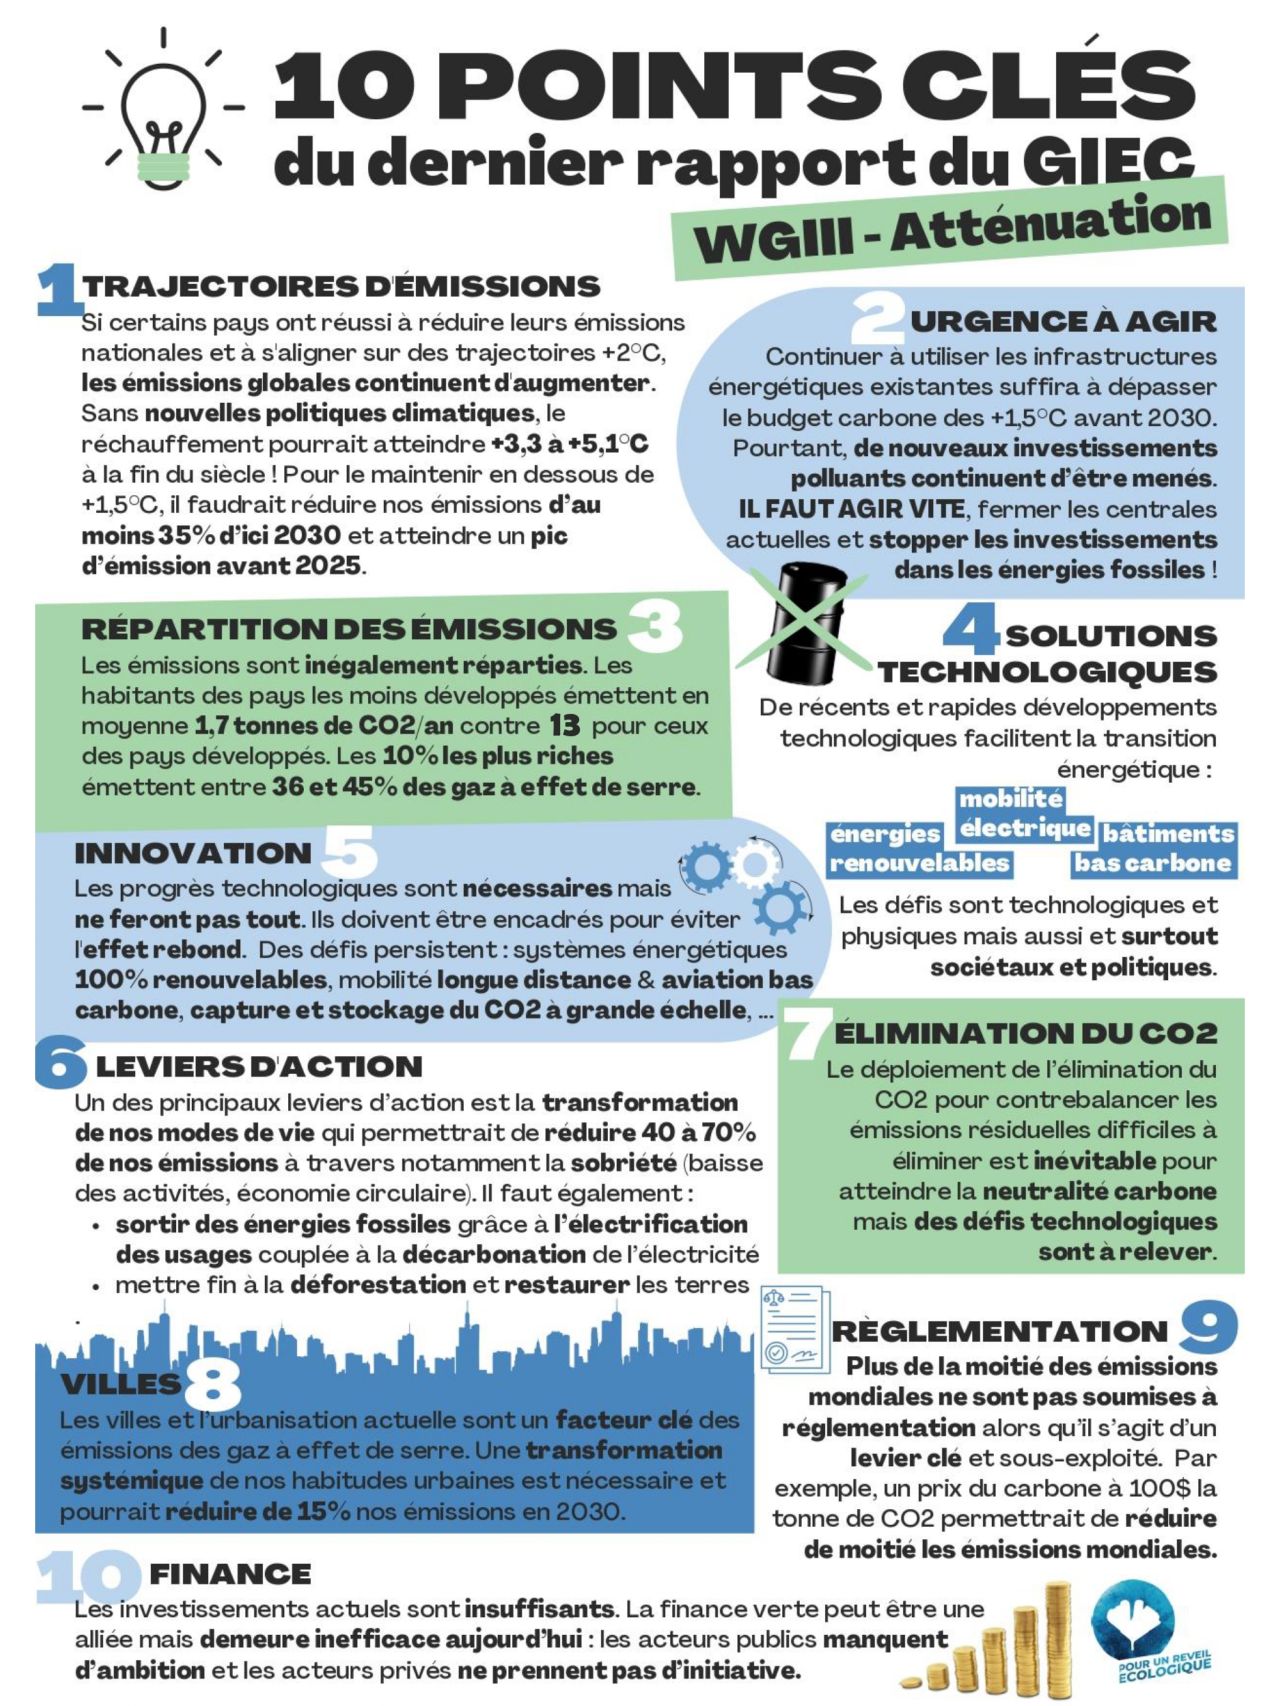 10 POINTS CLÉS
du dernier rapport du GIEC
WGIII - Atténuation
1 TRAJECTOIRES D'ÉMISSIONS
Si certains pays ont réussi à réduire leurs émissions
nationales et à s'aligner sur des trajectoires +2°C,
les émissions globales continuent d'augmenter.
Sans nouvelles politiques climatiques, le
réchauffement pourrait atteindre +3,3 à +5,1°C
à la fin du siècle ! Pour le maintenir en dessous de
+1,5°C, il faudrait réduire nos émissions d’au
moins 35% d’ici 2030 et atteindre un pic
d’émission avant 2025.
2 URGENCE À AGIR
Continuer à utiliser les infrastructures
énergétiques existantes suffira à dépasser
le budget carbone des +1,5°C avant 2030.
Pourtant, de nouveaux investissements
polluants continuent d’être menés.
IL FAUT AGIR VITE, fermer les centrales
actuelles et stopper les investissements
dans les énergies fossiles !
RÉPARTITION DES ÉMISSIONS 3
Les émissions sont inégalement réparties. Les
habitants des pays les moins développés émettent en
moyenne 1,7 tonnes de CO2/an contre 13 pour ceux
des pays développés. Les 10% les plus riches
émettent entre 36 et 45% des gaz à effet de serre.
4 SOLUTIONS
TECHNOLOGIQUES
De récents et rapides développements
technologiques facilitent la transition
énergétique :
énergies
renouvelables
mobilité
électrique
bâtiments
bas carbone
Les défis sont technologiques et
physiques mais aussi et surtout
sociétaux et politiques.
INNOVATION 5
Les progrès technologiques sont nécessaires mais
ne feront pas tout. Ils doivent être encadrés pour éviter
l'effet rebond. Des défis persistent : systèmes énergétiques
100% renouvelables, mobilité longue distance & aviation bas
carbone, capture et stockage du CO2 à grande échelle, ...
6 LEVIERS D'ACTION
Un des principaux leviers d’action est la transformation
de nos modes de vie qui permettrait de réduire 40 à 70%
de nos émissions à travers notamment la sobriété (baisse
des activités, économie circulaire). Il faut également :
• sortir des énergies fossiles grâce à l’électrification
des usages couplée à la décarbonation de l’électricité
• mettre fin à la déforestation et restaurer les terres
.
7 ÉLIMINATION DU CO2
Le déploiement de l’élimination du
CO2 pour contrebalancer les
émissions résiduelles difficiles à
éliminer est inévitable pour
atteindre la neutralité carbone
mais des défis technologiques
sont à relever.
VILLES 8
Les villes et l’urbanisation actuelle sont un facteur clé des
émissions des gaz à effet de serre. Une transformation
systémique de nos habitudes urbaines est nécessaire et
pourrait réduire de 15% nos émissions en 2030.
RÈGLEMENTATION 9
Plus de la moitié des émissions
mondiales ne sont pas soumises à
réglementation alors qu’il s’agit d’un
levier clé et sous-exploité. Par
exemple, un prix du carbone à 100$ la
tonne de CO2 permettrait de réduire
de moitié les émissions mondiales.
10 FINANCE
Les investissements actuels sont insuffisants. La finance verte peut être une
alliée mais demeure inefficace aujourd’hui : les acteurs publics manquent
d’ambition et les acteurs privés ne prennent pas d’initiative.
POUR UN REVEIL
ECOLOGIQUE